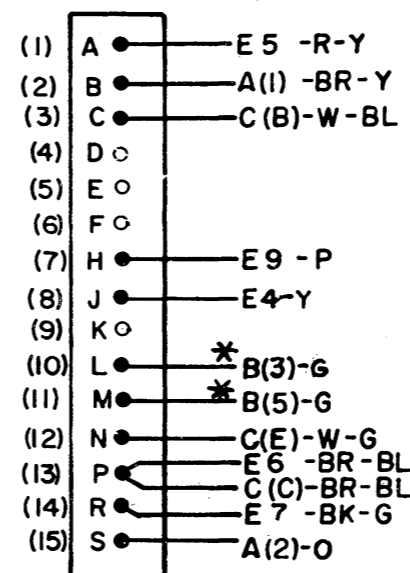 (1) A E5 -R-Y
(2) B A(1) -BR-Y
(3) C C(B)-W-BL
(4) D
(5) E
(6) F
(7) H E9 -P
(8) J E4-Y
(9) K
(10) L * B(3)-G
(11) M * B(5)-G
(12) N C(E)-W-G
(13) P E6 -BR-BL
C(C)-BR-BL
(14) R E7 -BK-G
(15) S A(2)-O